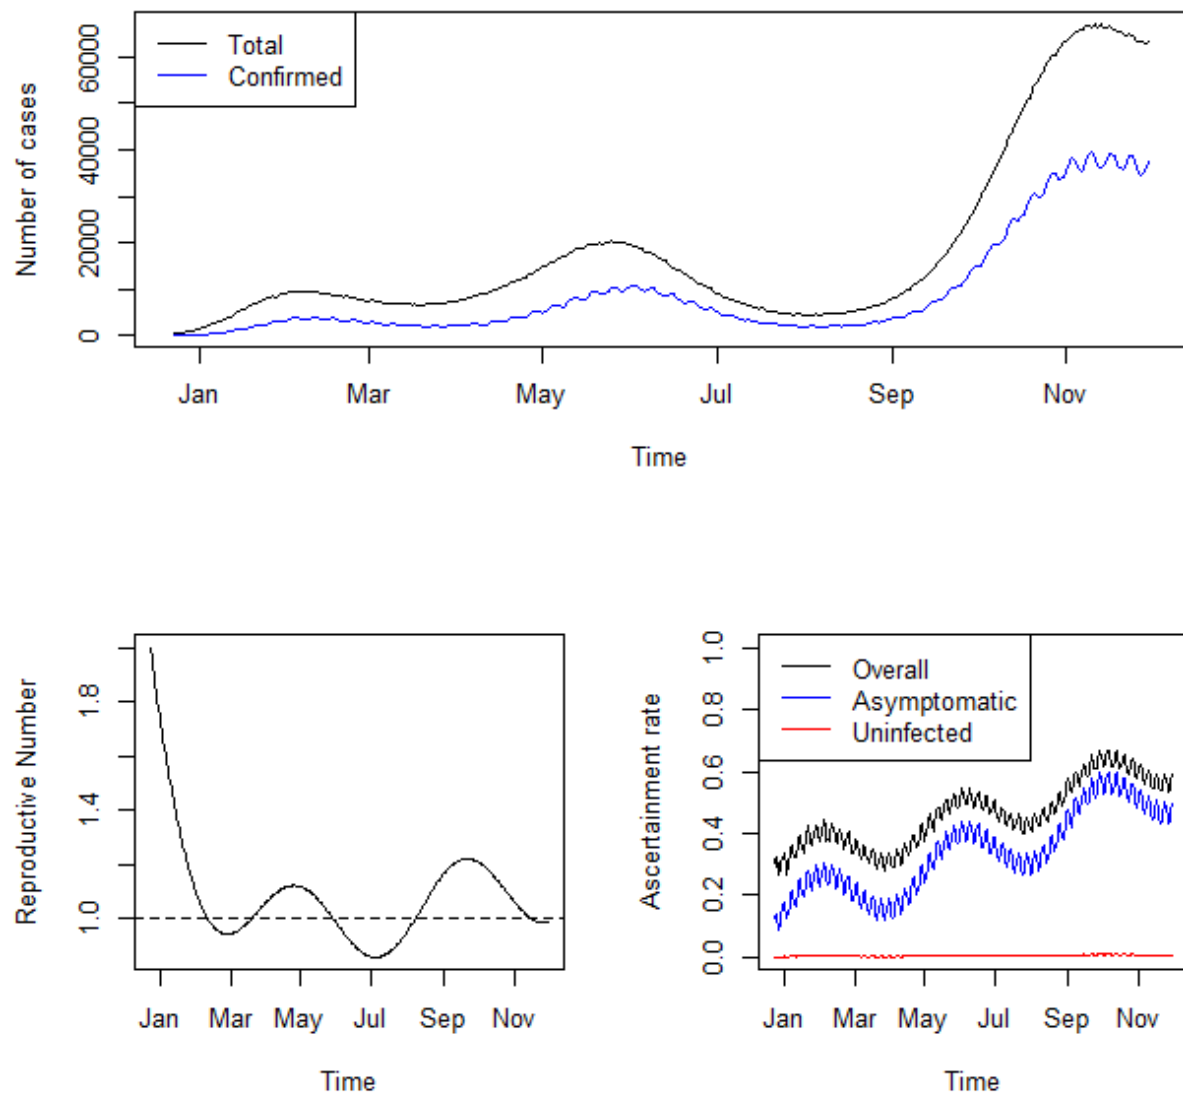 Total
Confirmed
Number of cases
60000
40000
20000
0
Jan Mar May Jul Sep Nov
Time
Reproductive Number
1.8
1.4
1.0
Jan Mar May Jul Sep Nov
Time
Overall
Asymptomatic
Uninfected
Ascertainment rate
1.0
0.8
0.6
0.4
0.2
0.0
Jan Mar May Jul Sep Nov
Time